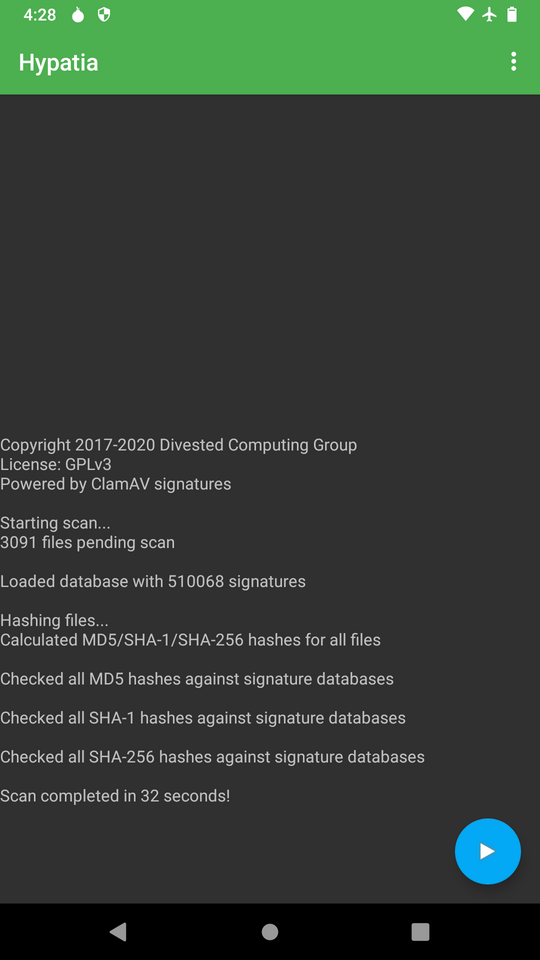 4:28
Hypatia
Copyright 2017-2020 Divested Computing Group
License: GPLv3
Powered by ClamAV signatures
Starting scan...
3091 files pending scan
Loaded database with 510068 signatures
Hashing files...
Calculated MD5/SHA-1/SHA-256 hashes for all files
Checked all MD5 hashes against signature databases
Checked all SHA-1 hashes against signature databases
Checked all SHA-256 hashes against signature databases
Scan completed in 32 seconds!